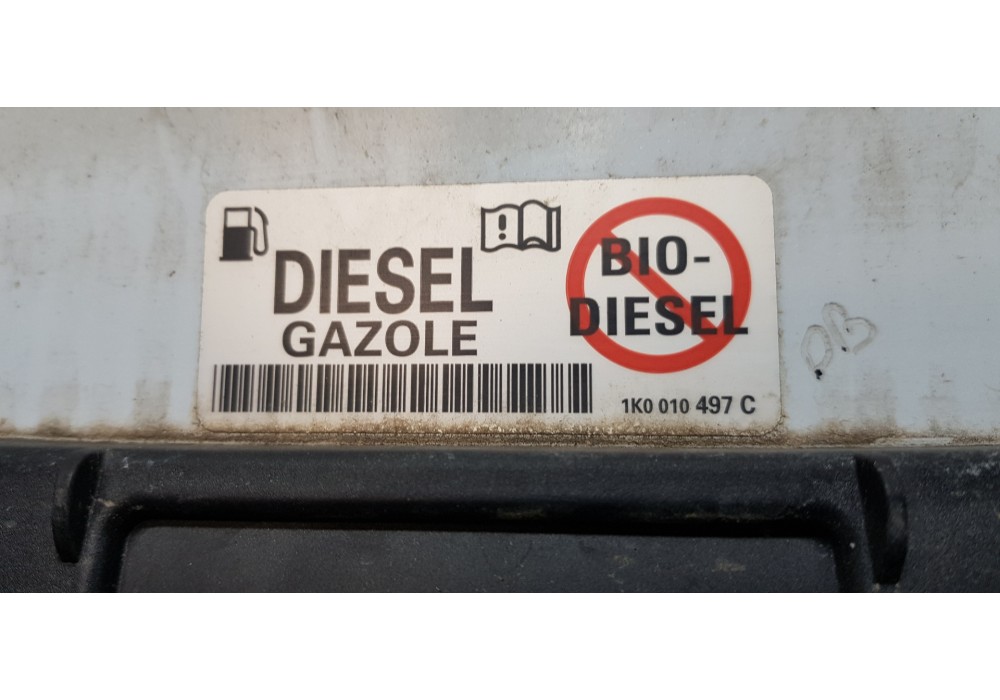 DIESEL
GAZOLE
BIO-
DIESEL
1K0 010 497 C